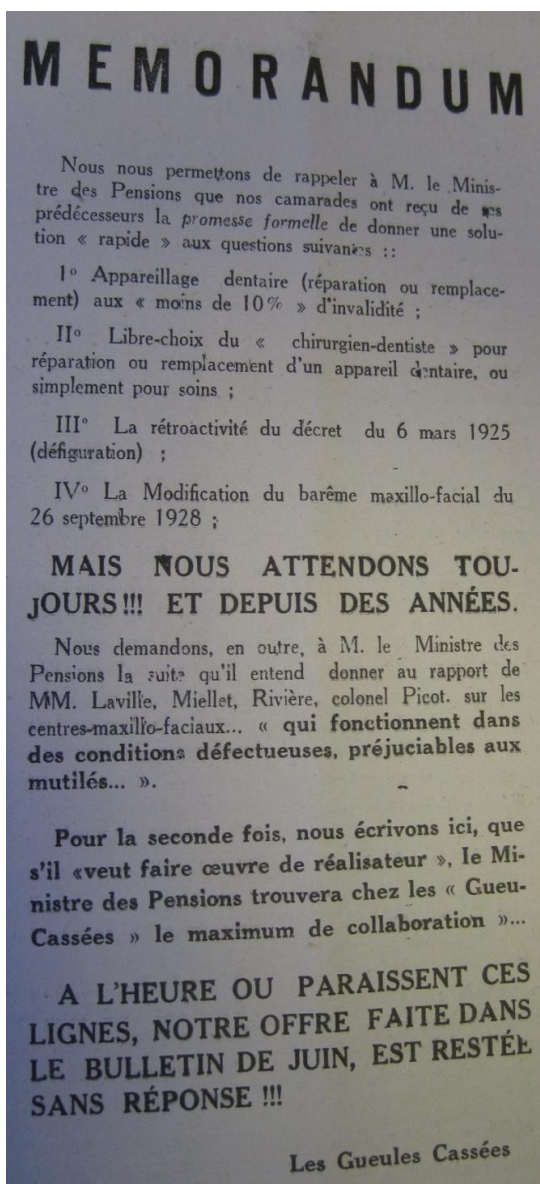 MEMORANDUM
Nous nous permettons de rappeler à M. le Minis-
tre des Pensions que nos camarades ont reçu de ses
prédécesseurs la promesse formelle de donner une solu-
tion « rapide » aux questions suivantes ::
I° Appareillage dentaire (réparation ou remplace-
ment) aux « moins de 10% » d'invalidité ;
II° Libre-choix du « chirurgien-dentiste » pour
réparation ou remplacement d'un appareil dentaire, ou
simplement pour soins ;
III° La rétroactivité du décret du 6 mars 1925
(défiguration) ;
IV° La Modification du barême maxillo-facial du
26 septembre 1928 ;
MAIS NOUS ATTENDONS TOU-
JOURS!!! ET DEPUIS DES ANNÉES.
Nous demandons, en outre, à M. le Ministre des
Pensions la suite qu'il entend donner au rapport de
MM. Laville, Miellet, Rivière, colonel Picot. sur les
centres-maxillo-faciaux... « qui fonctionnent dans
des conditions défectueuses, préjuciables aux
mutilés... ».
Pour la seconde fois, nous écrivons ici, que
s'il «veut faire œuvre de réalisateur », le Mi-
nistre des Pensions trouvera chez les « Gueu-
Cassées » le maximum de collaboration »...
A L'HEURE OU PARAISSENT CES
LIGNES, NOTRE OFFRE FAITE DANS
LE BULLETIN DE JUIN, EST RESTÉE
SANS RÉPONSE !!!
Les Gueules Cassées